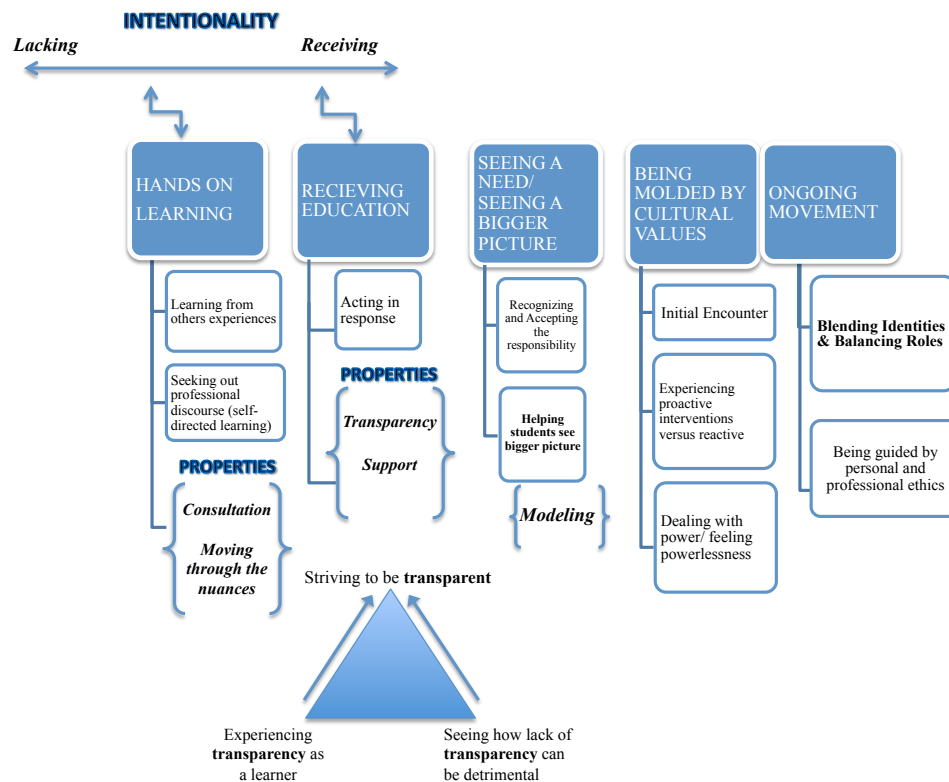 INTENTIONALITY
Lacking
Receiving
HANDS ON
LEARNING
RECIEVING
EDUCATION
SEEING A
NEED/
SEEING A
BIGGER
PICTURE
BEING
MOLDED BY
CULTURAL
VALUES
ONGOING
MOVEMENT
Learning from
others experiences
Seeking out
professional
discourse (self-
directed learning)
PROPERTIES
Consultation
Moving
through the
nuances
Acting in
response
PROPERTIES
Transparency
Support
Recognizing
and Accepting
the
responsibility
Helping
students see
bigger picture
Modeling
Initial Encounter
Experiencing
proactive
interventions
versus reactive
Dealing with
power/ feeling
powerlessness
Blending Identities
& Balancing Roles
Being guided by
personal and
professional ethics
Striving to be transparent
Experiencing
transparency as
a learner
Seeing how lack of
transparency can
be detrimental